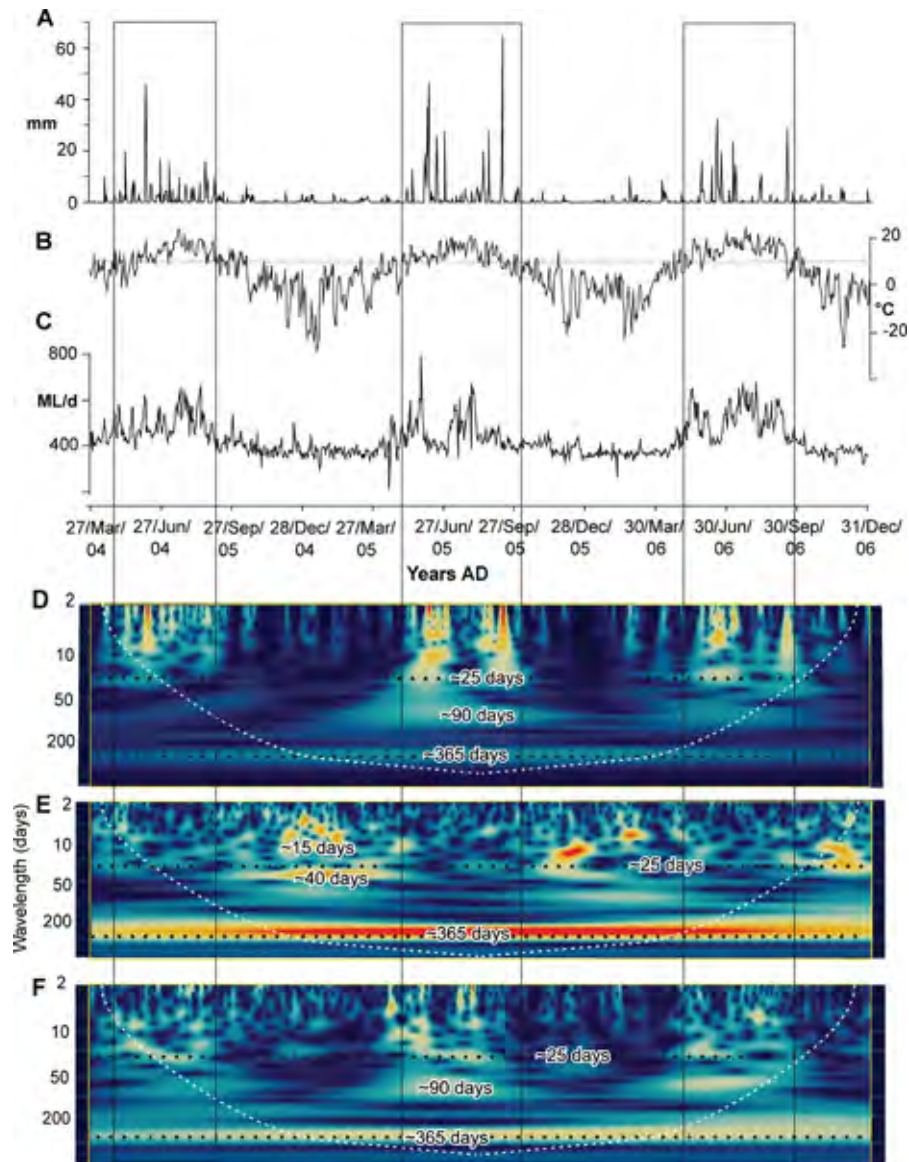 A
60
40
mm
20
0
B
20
0
°C
-20
C
800
ML/d
400
27/Mar/ 27/Jun/ 27/Sep/ 28/Dec/ 27/Mar/ 27/Jun/ 27/Sep/ 28/Dec/ 30/Mar/ 30/Jun/ 30/Sep/ 31/Dec/
04 04 05 04 05 05 05 05 06 06 06 06
Years AD
D
2
10
50
200
~25 days
~90 days
~365 days
Wavelength (days)
E
2
10
50
200
~15 days
~25 days
~40 days
~365 days
F
2
10
50
200
~25 days
~90 days
~365 days